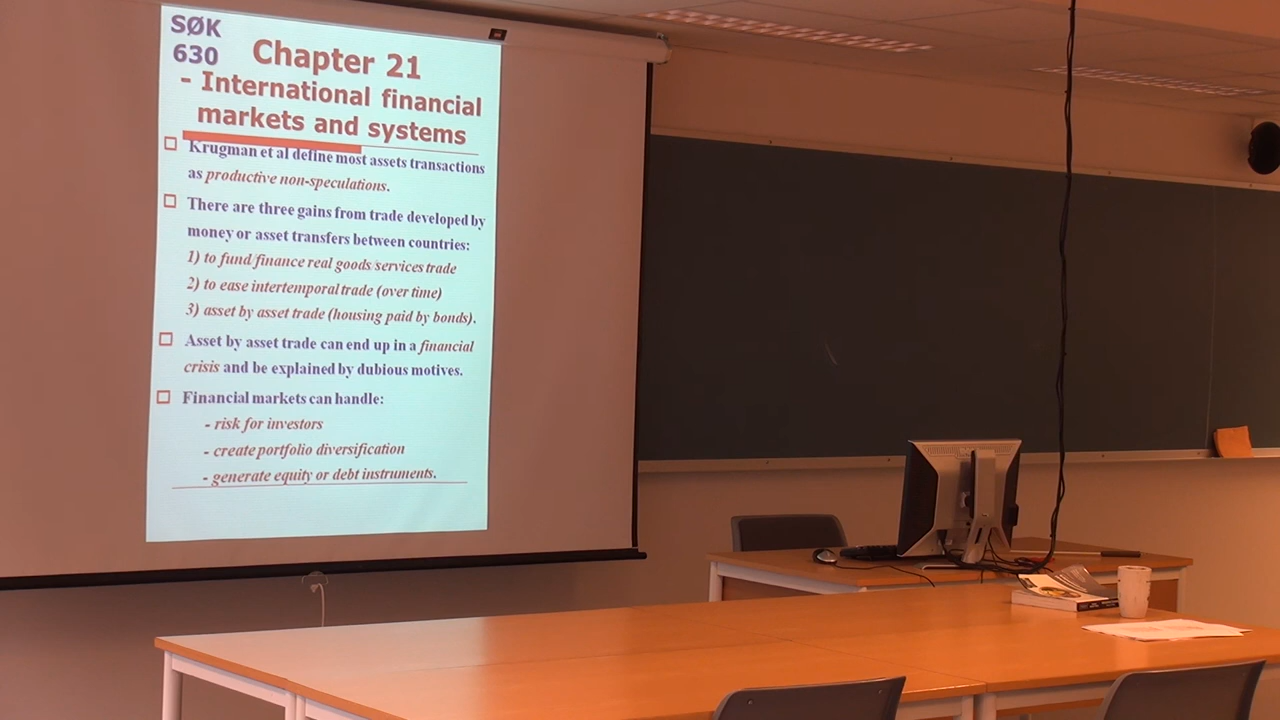 SØK
630
Chapter 21
- International financial
markets and systems
Krugman et al define most assets transactions
as productive non-speculations.
There are three gains from trade developed by
money or asset transfers between countries:
1) to fund/finance real goods/services trade
2) to ease intertemporal trade (over time)
3) asset by asset trade (housing paid by bonds).
Asset by asset trade can end up in a financial
crisis and be explained by dubious motives.
Financial markets can handle:
- risk for investors
- create portfolio diversification
- generate equity or debt instruments.